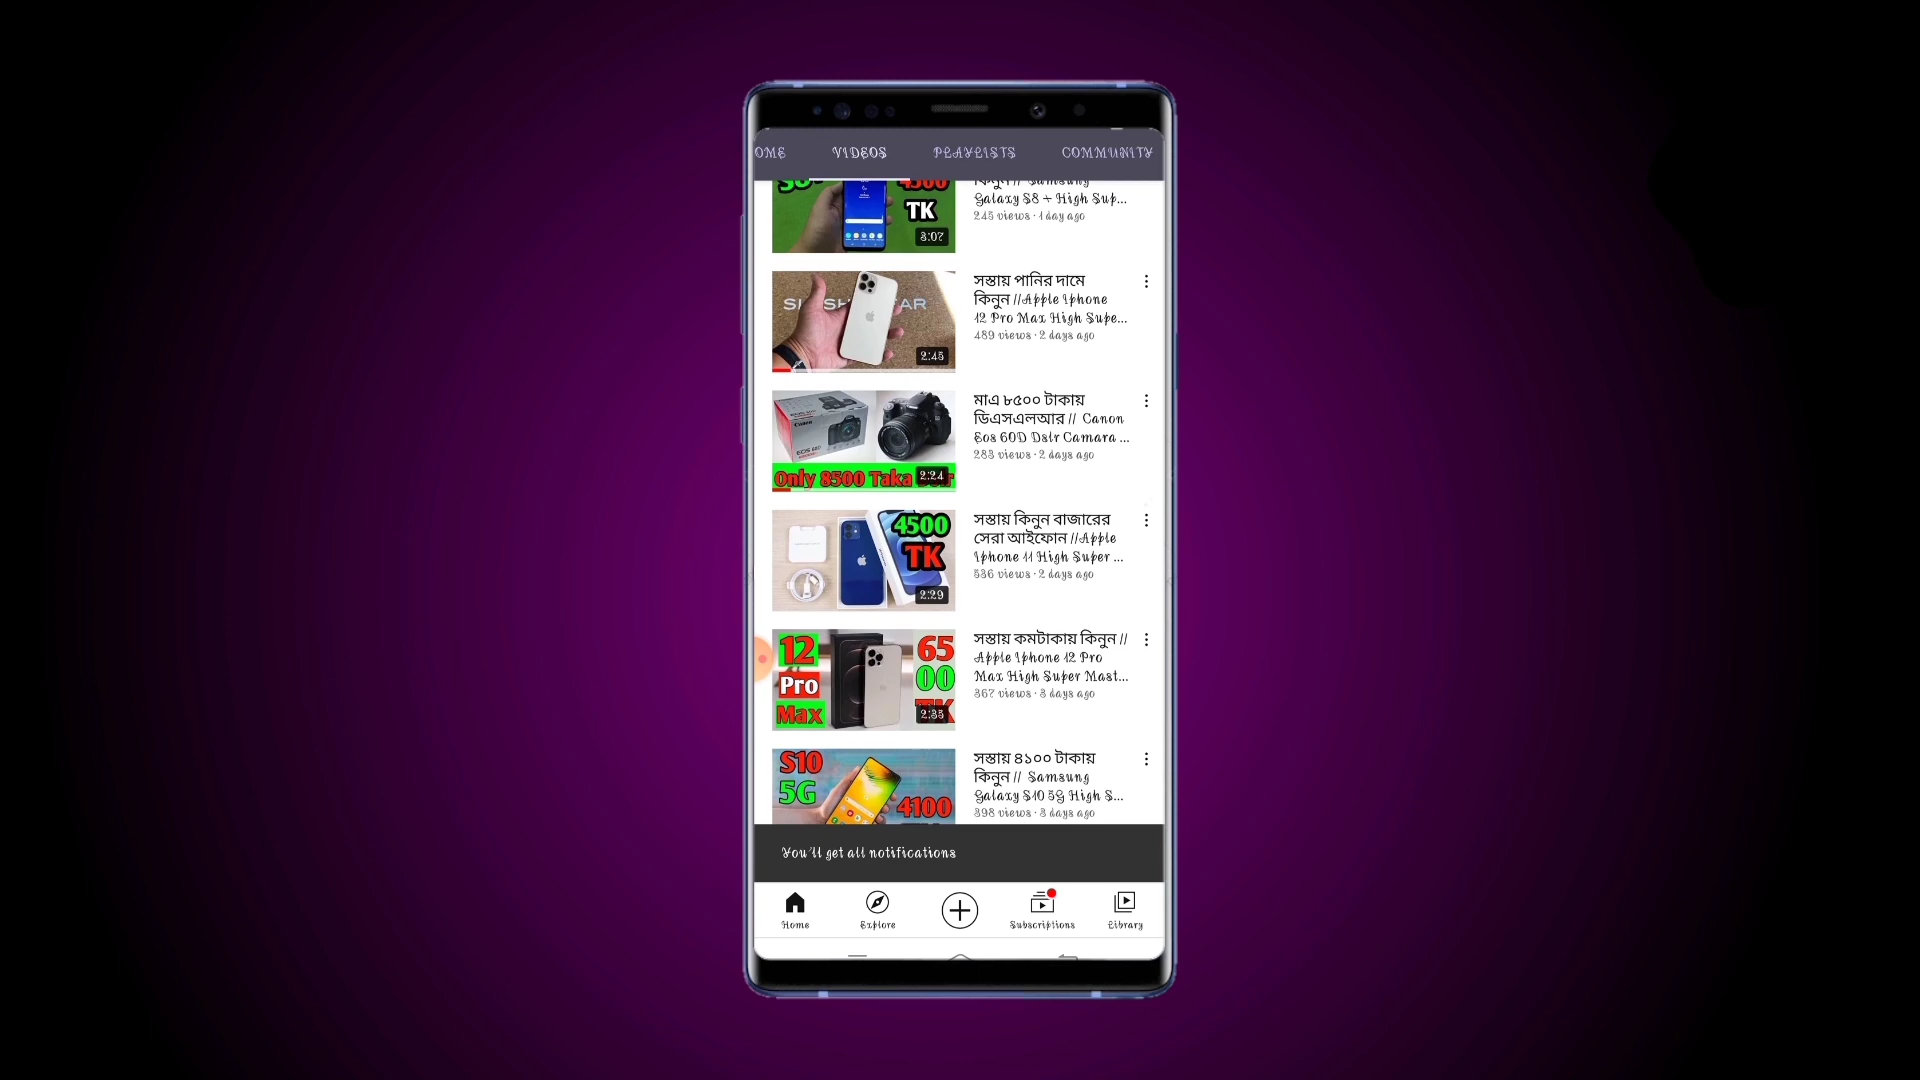 OME VIDEOS PLAYLISTS COMMUNITY
4500
TK
3:07
Galaxy S8 + High Sup...
245 views · 1 day ago
2:45
সস্তায় পানির দামে
কিনুন //Apple Iphone
12 Pro Max High Supe...
489 views · 2 days ago
Canon
EOS 60D
Only 8500 Taka
2:24
মাএ ৮৫০০ টাকায়
ডিএসএলআর // Canon
Eos 60D Dslr Camara ...
283 views · 2 days ago
4500
TK
2:29
সস্তায় কিনুন বাজারের
সেরা আইফোন //Apple
Iphone 11 High Super ...
536 views · 2 days ago
12
Pro
Max
65
00
TK
2:35
সস্তায় কমটাকায় কিনুন //
Apple Iphone 12 Pro
Max High Super Mast...
367 views · 3 days ago
S10
5G
4100
সস্তায় ৪১০০ টাকায়
কিনুন // Samsung
Galaxy S10 5G High S...
398 views · 3 days ago
You'll get all notifications
Home Explore Subscriptions Library